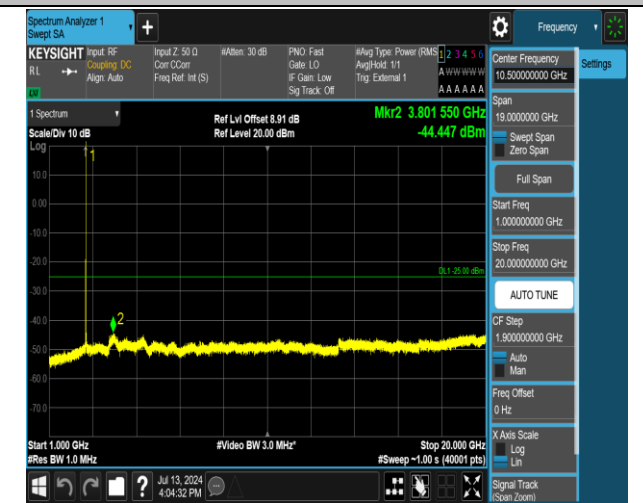 Spectrum Analyzer 1
Swept SA
Frequency
KEYSIGHT
RL
Input: RF
Coupling: DC
Align: Auto
Input Z: 50 Ω
Corr CCorr
Freq Ref: Int (S)
#Atten: 30 dB
PNO: Fast
Gate: LO
IF Gain: Low
Sig Track: Off
#Avg Type: Power (RMS
Avg|Hold: 1/1
Trig: External 1
1 2 3 4 5 6
A W W W W W
A A A A A A
1 Spectrum
Scale/Div 10 dB
Ref Lvl Offset 8.91 dB
Ref Level 20.00 dBm
Mkr2 3.801 550 GHz
-44.447 dBm
Log
10.0
0.00
-10.0
-20.0
-30.0
-40.0
-50.0
-60.0
-70.0
1
2
DL1 -25.00 dBm
Start 1.000 GHz
#Res BW 1.0 MHz
#Video BW 3.0 MHz*
Stop 20.000 GHz
#Sweep ~1.00 s (40001 pts)
Jul 13, 2024
4:04:32 PM
Center Frequency
10.50000000 GHz
Settings
Span
19.0000000 GHz
Swept Span
Zero Span
Full Span
Start Freq
1.000000000 GHz
Stop Freq
20.000000000 GHz
AUTO TUNE
CF Step
1.900000000 GHz
Auto
Man
Freq Offset
0 Hz
X Axis Scale
Log
Lin
Signal Track
(Span Zoom)